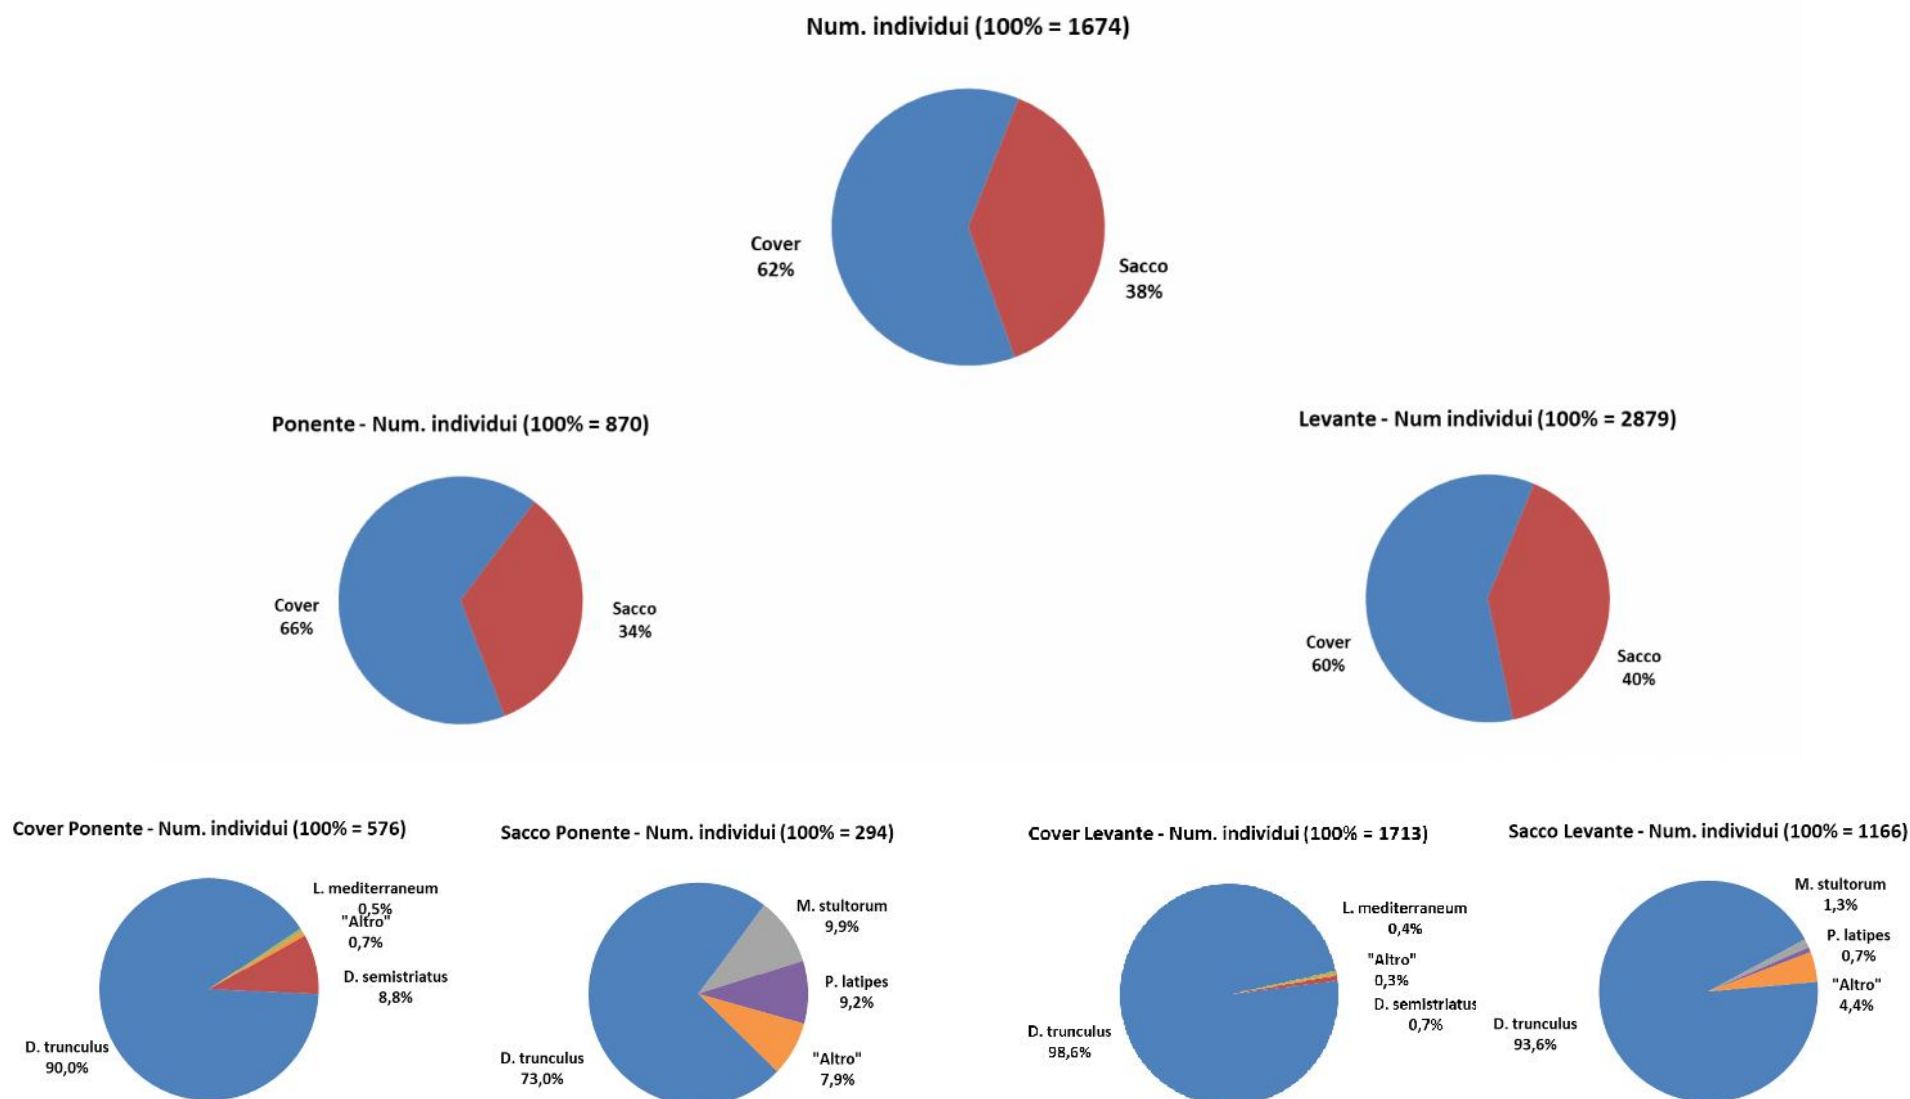 Num. individui (100% = 1674)
Cover
62%
Sacco
38%
Ponente - Num. individui (100% = 870)
Cover
66%
Sacco
34%
Levante - Num individui (100% = 2879)
Cover
60%
Sacco
40%
Cover Ponente - Num. individui (100% = 576)
L. mediterraneum
0,5%
"Altro"
0,7%
D. semistriatus
8,8%
D. trunculus
90,0%
Sacco Ponente - Num. individui (100% = 294)
M. stultorum
9,9%
P. latipes
9,2%
"Altro"
7,9%
D. trunculus
73,0%
Cover Levante - Num. individui (100% = 1713)
L. mediterraneum
0,4%
"Altro"
0,3%
D. semistriatus
0,7%
D. trunculus
98,6%
Sacco Levante - Num. individui (100% = 1166)
M. stultorum
1,3%
P. latipes
0,7%
"Altro"
4,4%
D. trunculus
93,6%